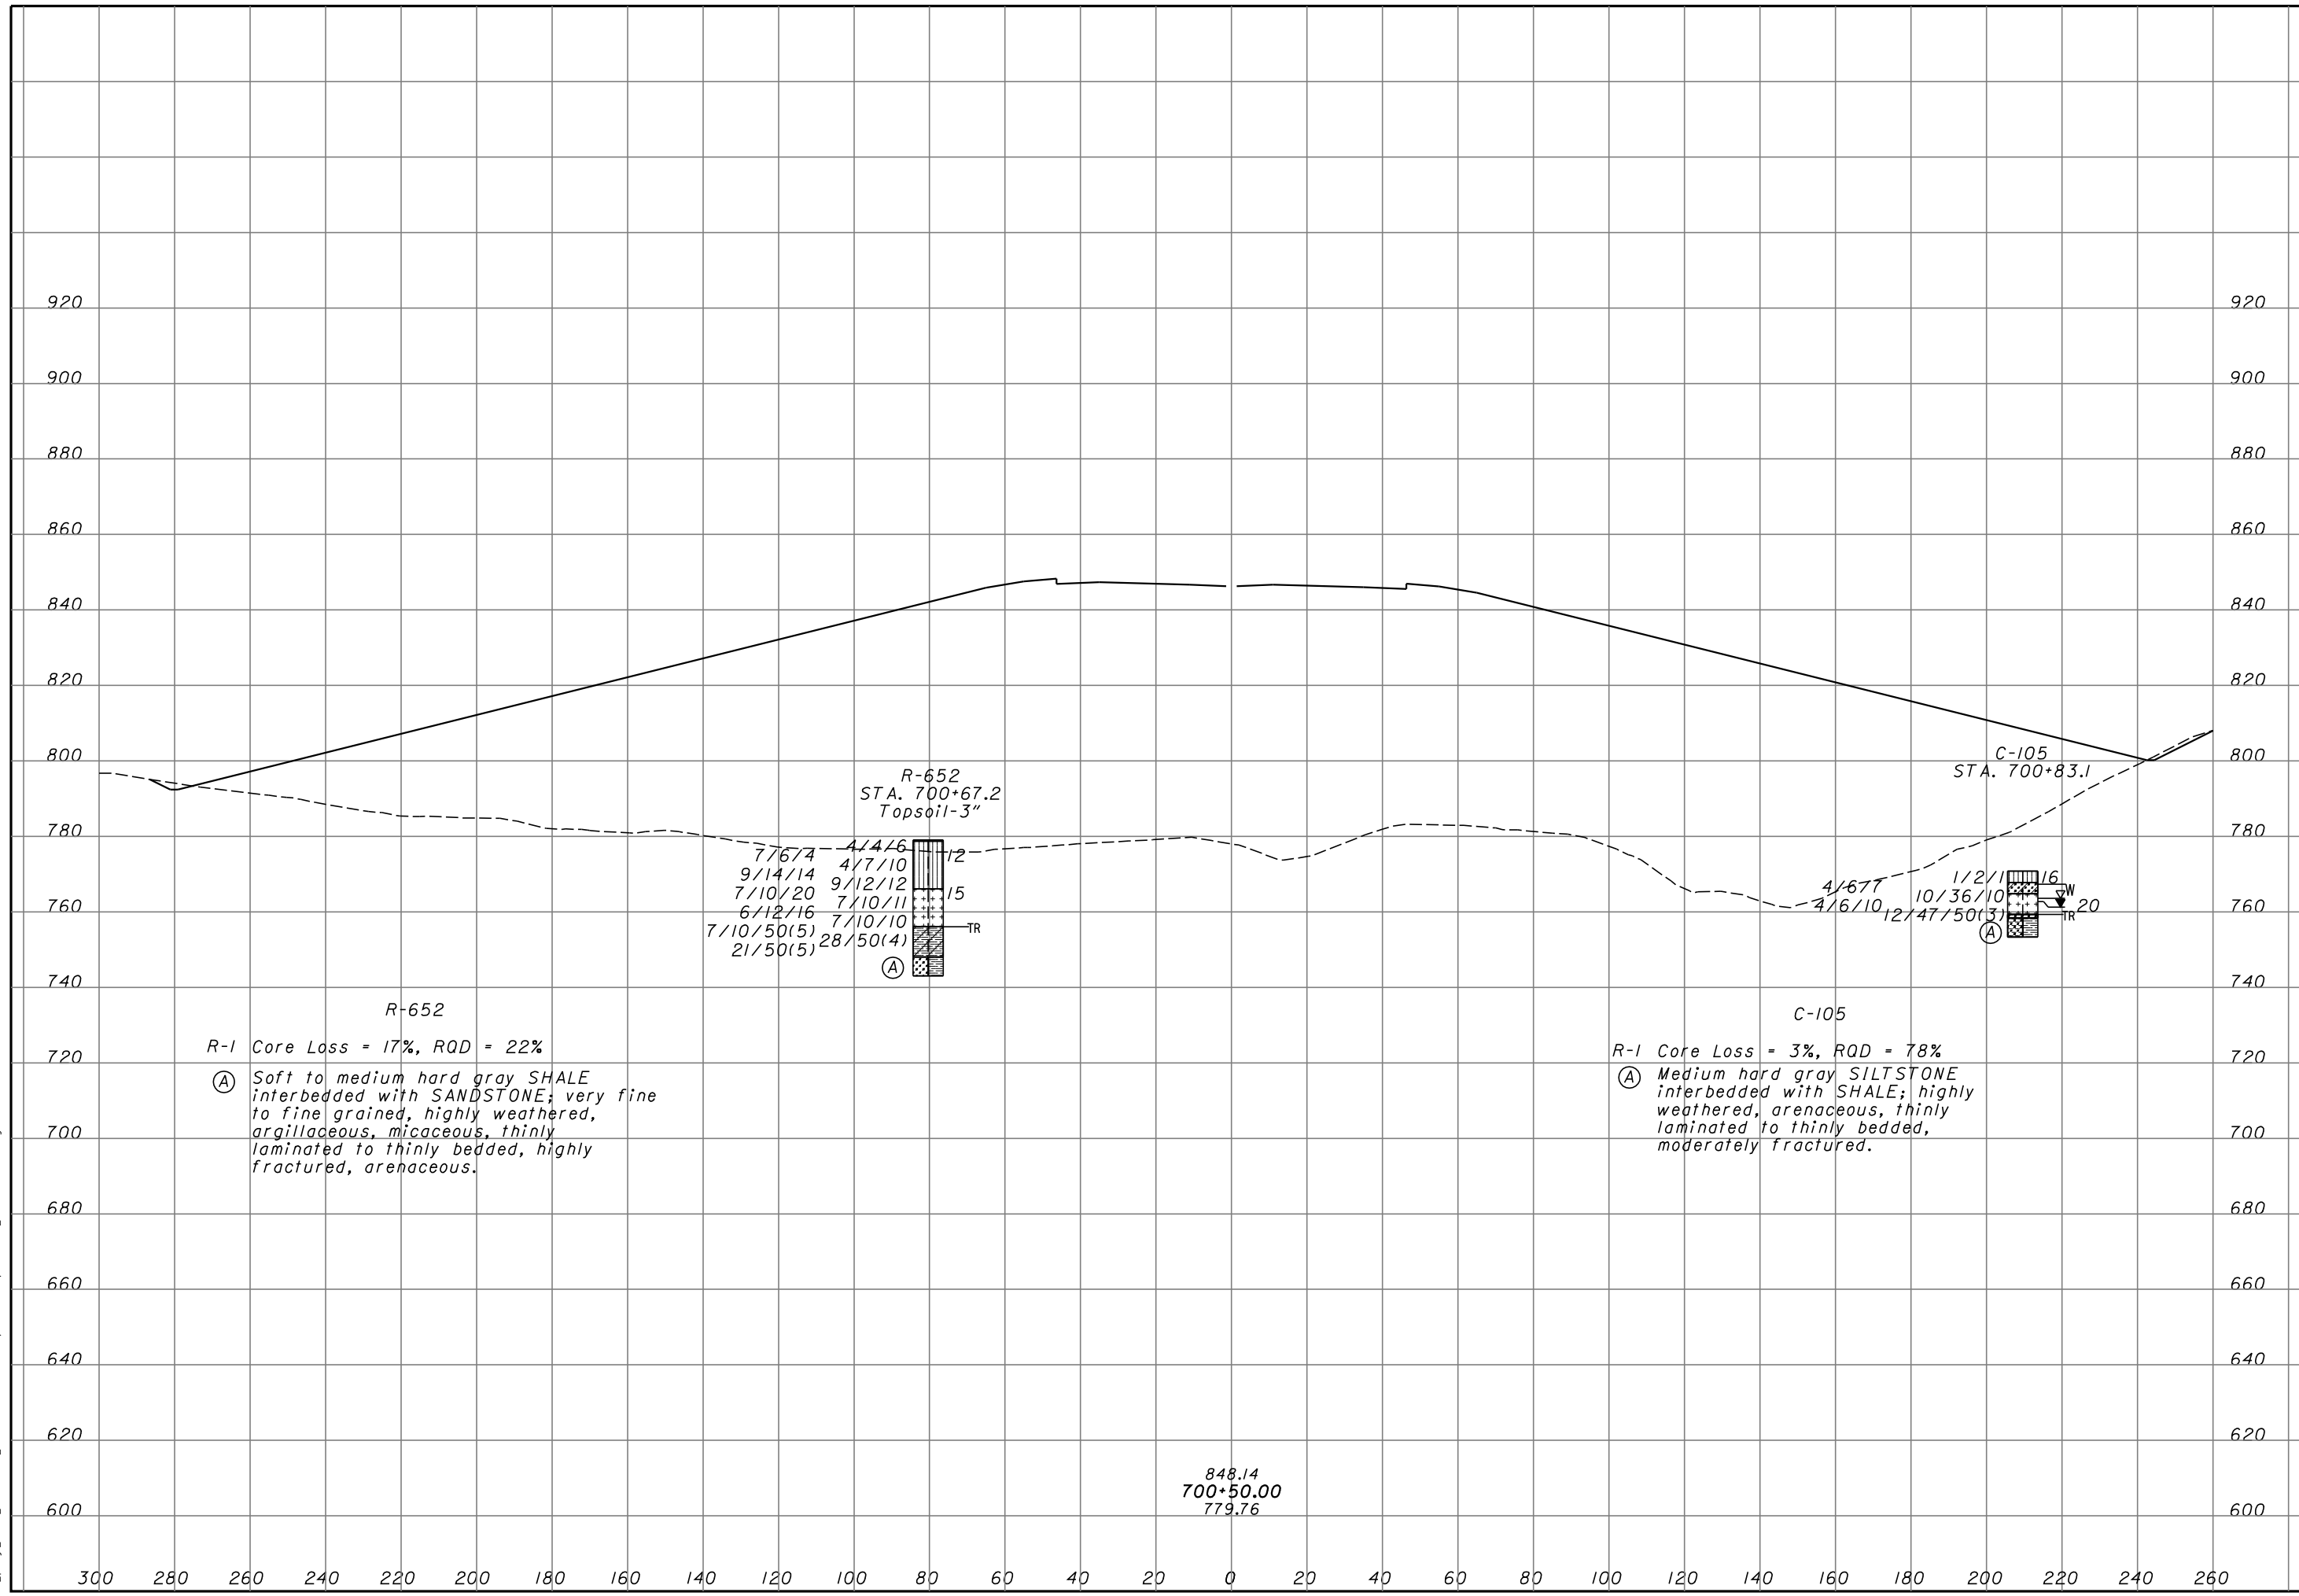 920 920
900 900
880 880
860 860
840 840
820 820
800 800
C-105
STA. 700+83.1
R-652
STA. 700+67.2
Topsoil-3"
780 780
4/4/6
7/6/4 12
4/7/10
9/14/14
9/12/12
7/10/20 15
7/10/11
6/12/16
7/10/10
7/10/50(5) TR
28/50(4)
21/50(5)
A
1/2/1 16
4/6/7 W
10/36/10
4/6/10 20
12/47/50(3) TR
A
760 760
740 740
R-652
R-1 Core Loss = 17%, RQD = 22%
A Soft to medium hard gray SHALE
interbedded with SANDSTONE; very fine
to fine grained, highly weathered,
argillaceous, micaceous, thinly
laminated to thinly bedded, highly
fractured, arenaceous.
C-105
R-1 Core Loss = 3%, RQD = 78%
A Medium hard gray SILTSTONE
interbedded with SHALE; highly
weathered, arenaceous, thinly
laminated to thinly bedded,
moderately fractured.
720 720
700 700
680 680
660 660
640 640
620 620
848.14
700+50.00
779.76
600 600
300 280 260 240 220 200 180 160 140 120 100 80 60 40 20 0 20 40 60 80 100 120 140 160 180 200 220 240 260